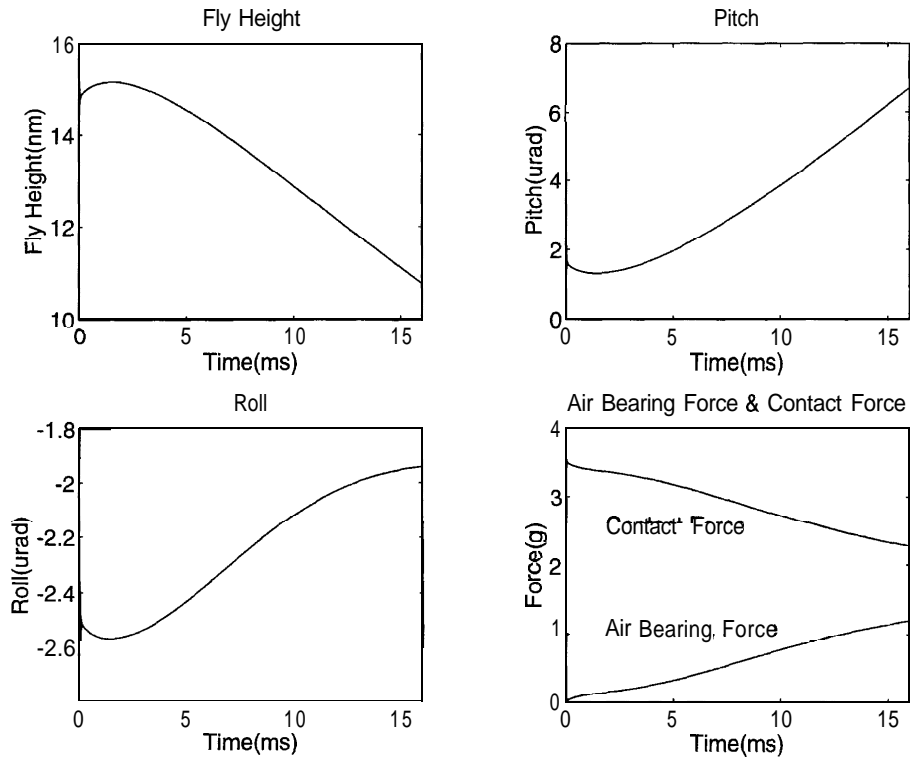 Fly Height
16
14
12
10
Fly Height(nm)
0
5
10
15
Time(ms)
Pitch
8
6
4
2
0
Pitch(urad)
0
5
10
15
Time(ms)
Roll
-1.8
-2
-2.2
-2.4
-2.6
Roll(urad)
0
5
10
15
Time(ms)
Air Bearing Force & Contact Force
4
3
2
1
0
Force(g)
Contact Force
Air Bearing Force
0
5
10
15
Time(ms)